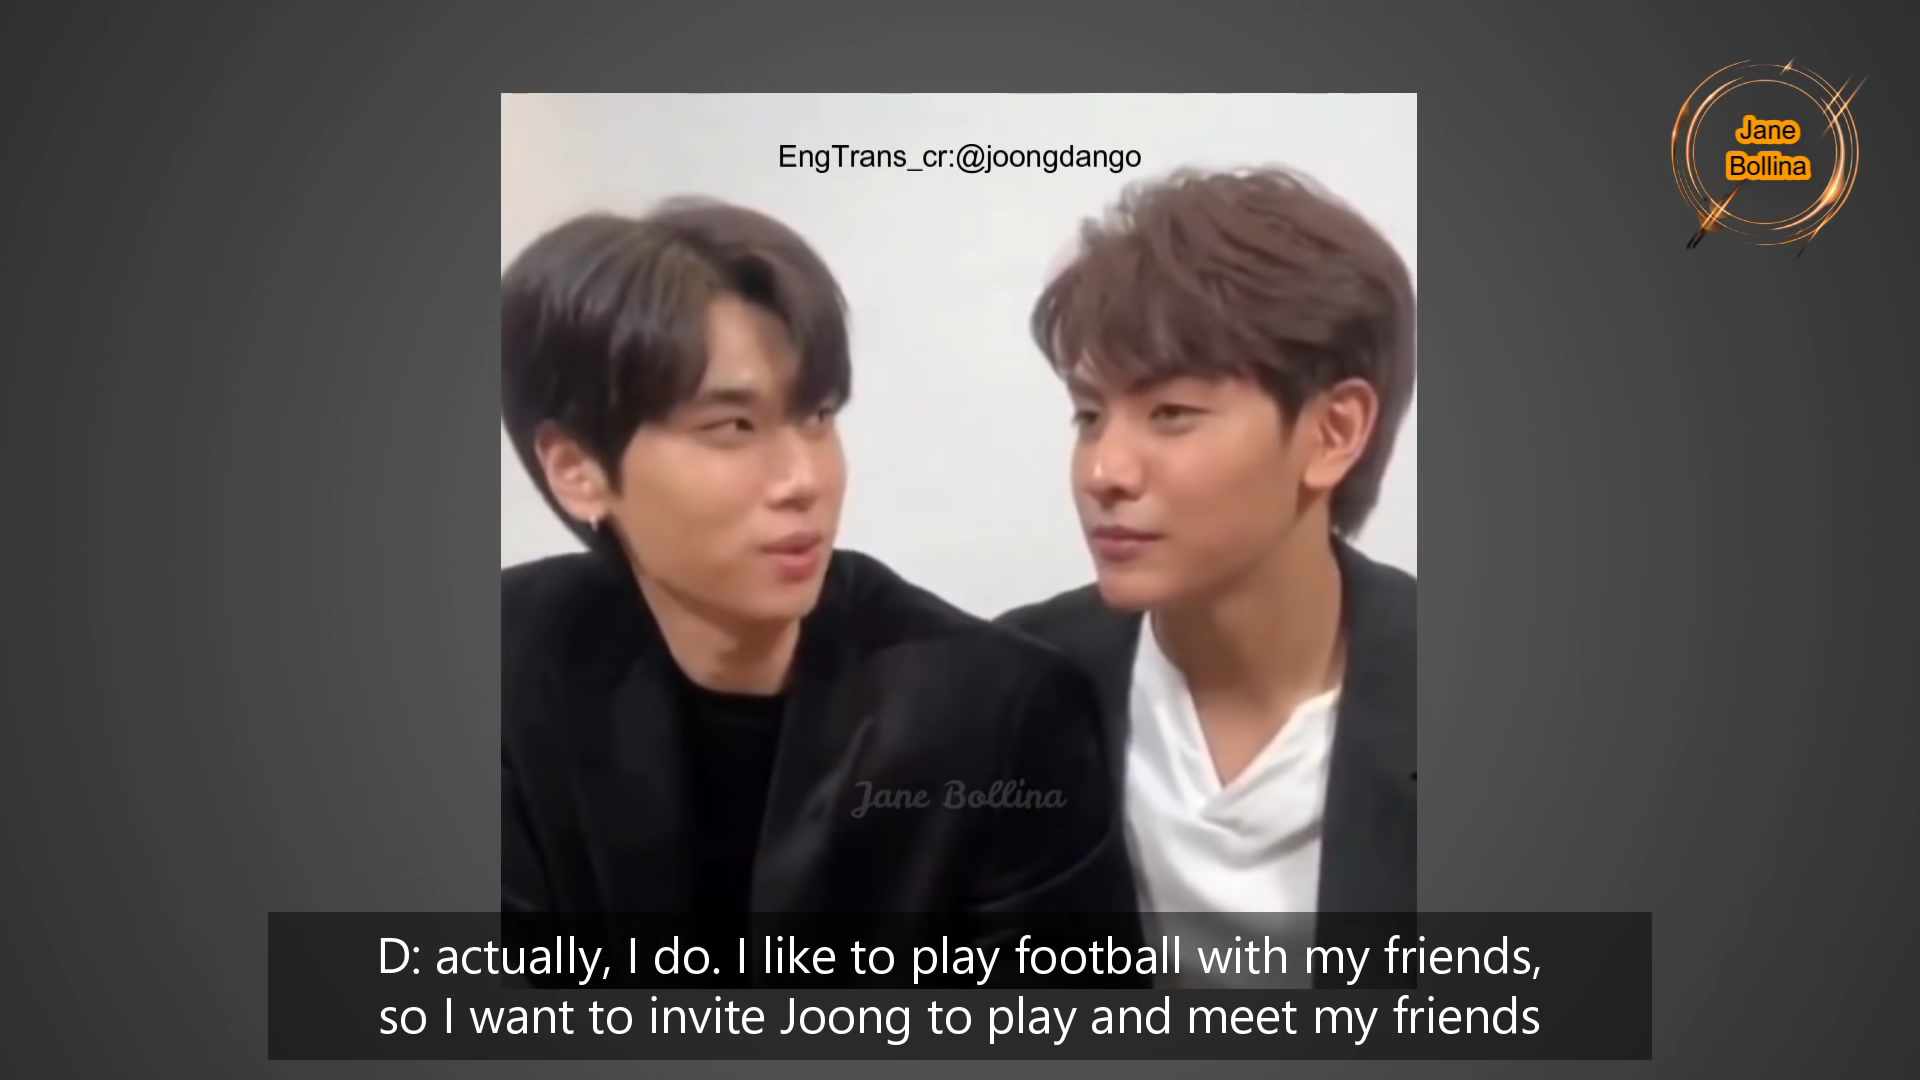 EngTrans_cr:@joongdango
Jane
Bollina
Jane Bollina
D: actually, I do. I like to play football with my friends,
so I want to invite Joong to play and meet my friends